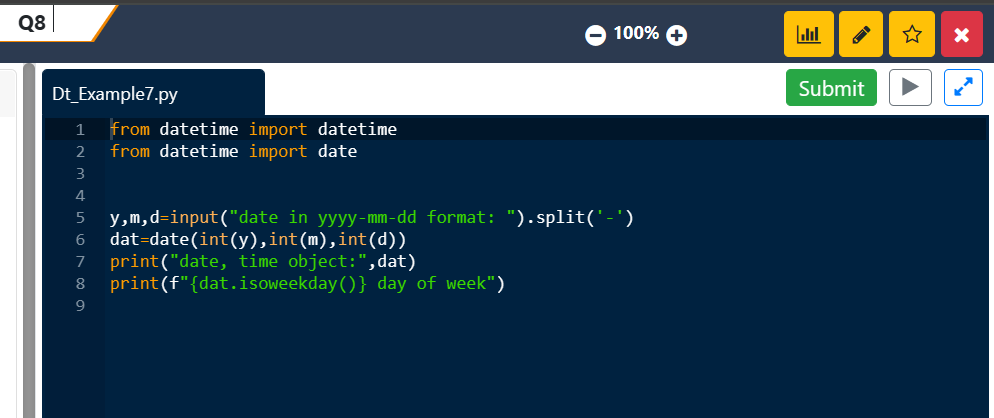 Q8
100%
Dt_Example7.py
Submit
1 from datetime import datetime
2 from datetime import date
3
4
5 y,m,d=input("date in yyyy-mm-dd format: ").split('-')
6 dat=date(int(y),int(m),int(d))
7 print("date, time object:",dat)
8 print(f"{dat.isoweekday()} day of week")
9